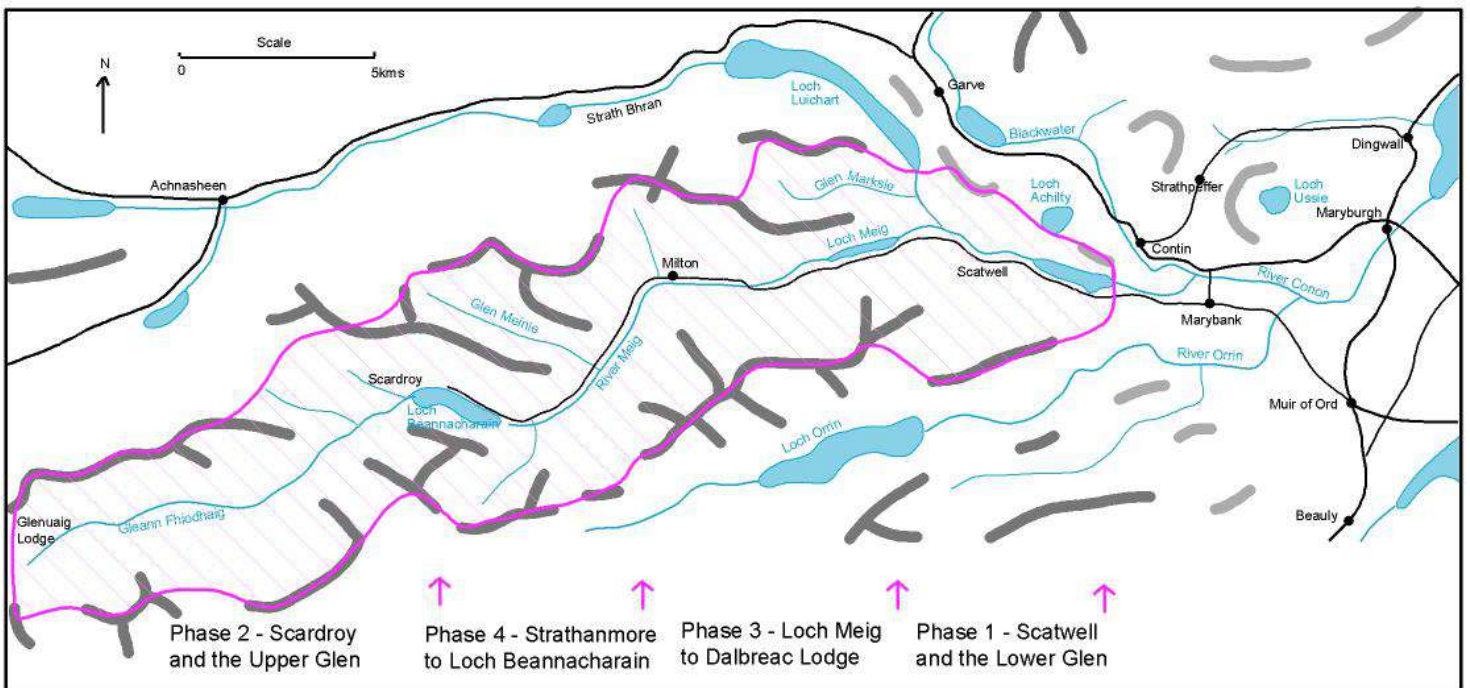 Scale
N
0
5kms
Loch
Luichart
Garve
Strath Bhran
Blackwater
Dingwall
Achnasheen
Glen Marksie
Loch
Achilty
Strathpeffer
Loch
Ussie
Maryburgh
Loch Meig
Contin
Milton
Scatwell
River Conon
Glen Meinie
Marybank
River Meig
River Orrin
Scardroy
Loch
Beannacharain
Muir of Ord
Loch Orrin
Glenuaig
Lodge
Gleann Fhiodhaig
Beauly
Phase 2 - Scardroy
and the Upper Glen
Phase 4 - Strathanmore
to Loch Beannacharain
Phase 3 - Loch Meig
to Dalbreac Lodge
Phase 1 - Scatwell
and the Lower Glen